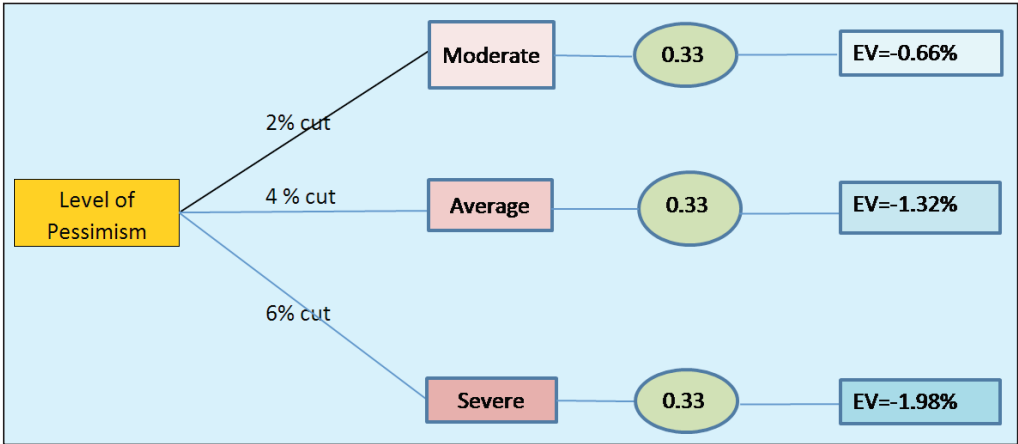 Moderate
0.33
EV=-0.66%
2% cut
Level of
Pessimism
4 % cut
Average
0.33
EV=-1.32%
6% cut
Severe
0.33
EV=-1.98%